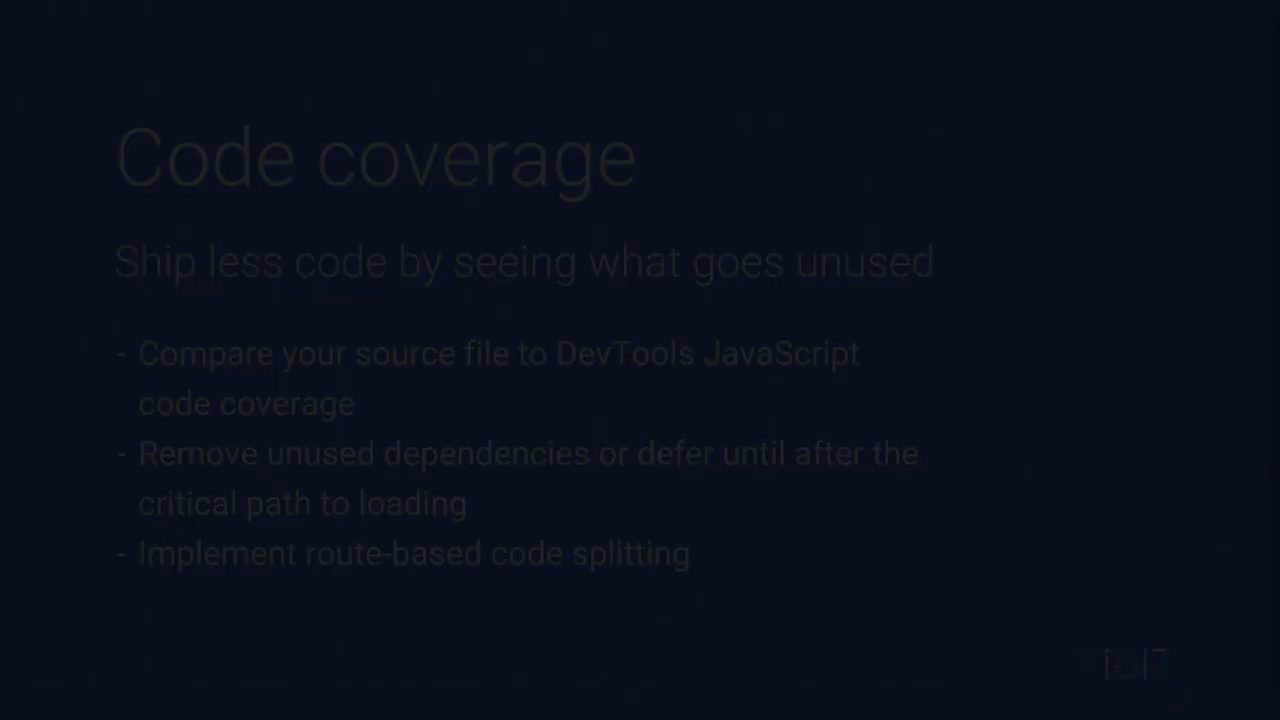 Code coverage
Ship less code by seeing what goes unused
- Compare your source file to DevTools JavaScript
code coverage
- Remove unused dependencies or defer until after the
critical path to loading
- Implement route-based code splitting